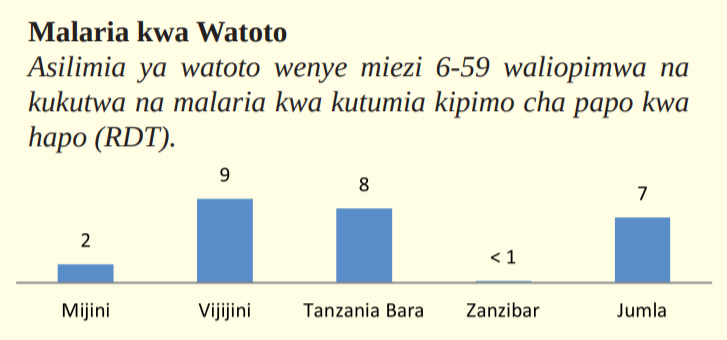 Malaria kwa Watoto
Asilimia ya watoto wenye miezi 6-59 waliopimwa na
kukutwa na malaria kwa kutumia kipimo cha papo kwa
hapo (RDT).
2
9
8
< 1
7
Mijini
Vijijini
Tanzania Bara
Zanzibar
Jumla